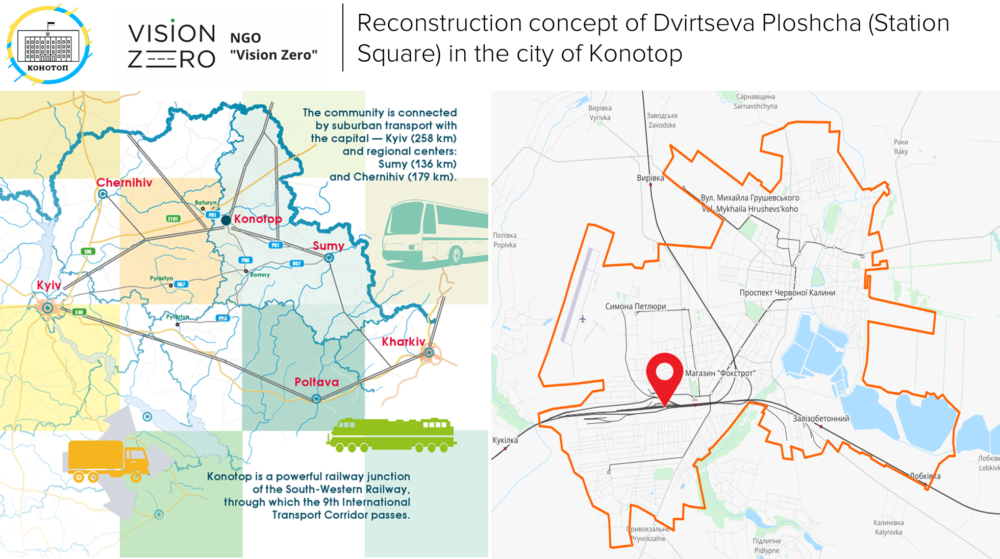 КОНОТОП
VISION
ZERO
NGO
"Vision Zero"
Reconstruction concept of Dvirtseva Ploshcha (Station
Square) in the city of Konotop
The community is connected
by suburban transport with
the capital — Kyiv (258 km)
and regional centers:
Sumy (136 km)
and Chernihiv (179 km).
Chernihiv
Baturyn
P61
E101
Konotop
P61
Sumy
E95
P60
H07
Romny
Pyriatyn
H07
Kyiv
E40
Pyriatyn
Kharkiv
Poltava
Konotop is a powerful railway junction
of the South-Western Railway,
through which the 9th International
Transport Corridor passes.
Сарнавщина
Sarnavshchyna
Вирівка
Vyrivka
Заводське
Zavodske
Раки
Raky
Вирівка
Вул. Михайла Грушевського
Vul. Mykhaila Hrushevs'koho
Попівка
Popivka
Проспект Червоної Калини
Симона Петлюри
Магазин "Фокстрот"
Залізобетонний
Кукілка
Лобківка
Lobkivk
Лобківка
Привокзальне
Pryvokzalne
Калинівка
Kalynivka
Підлипне
Pidlypne